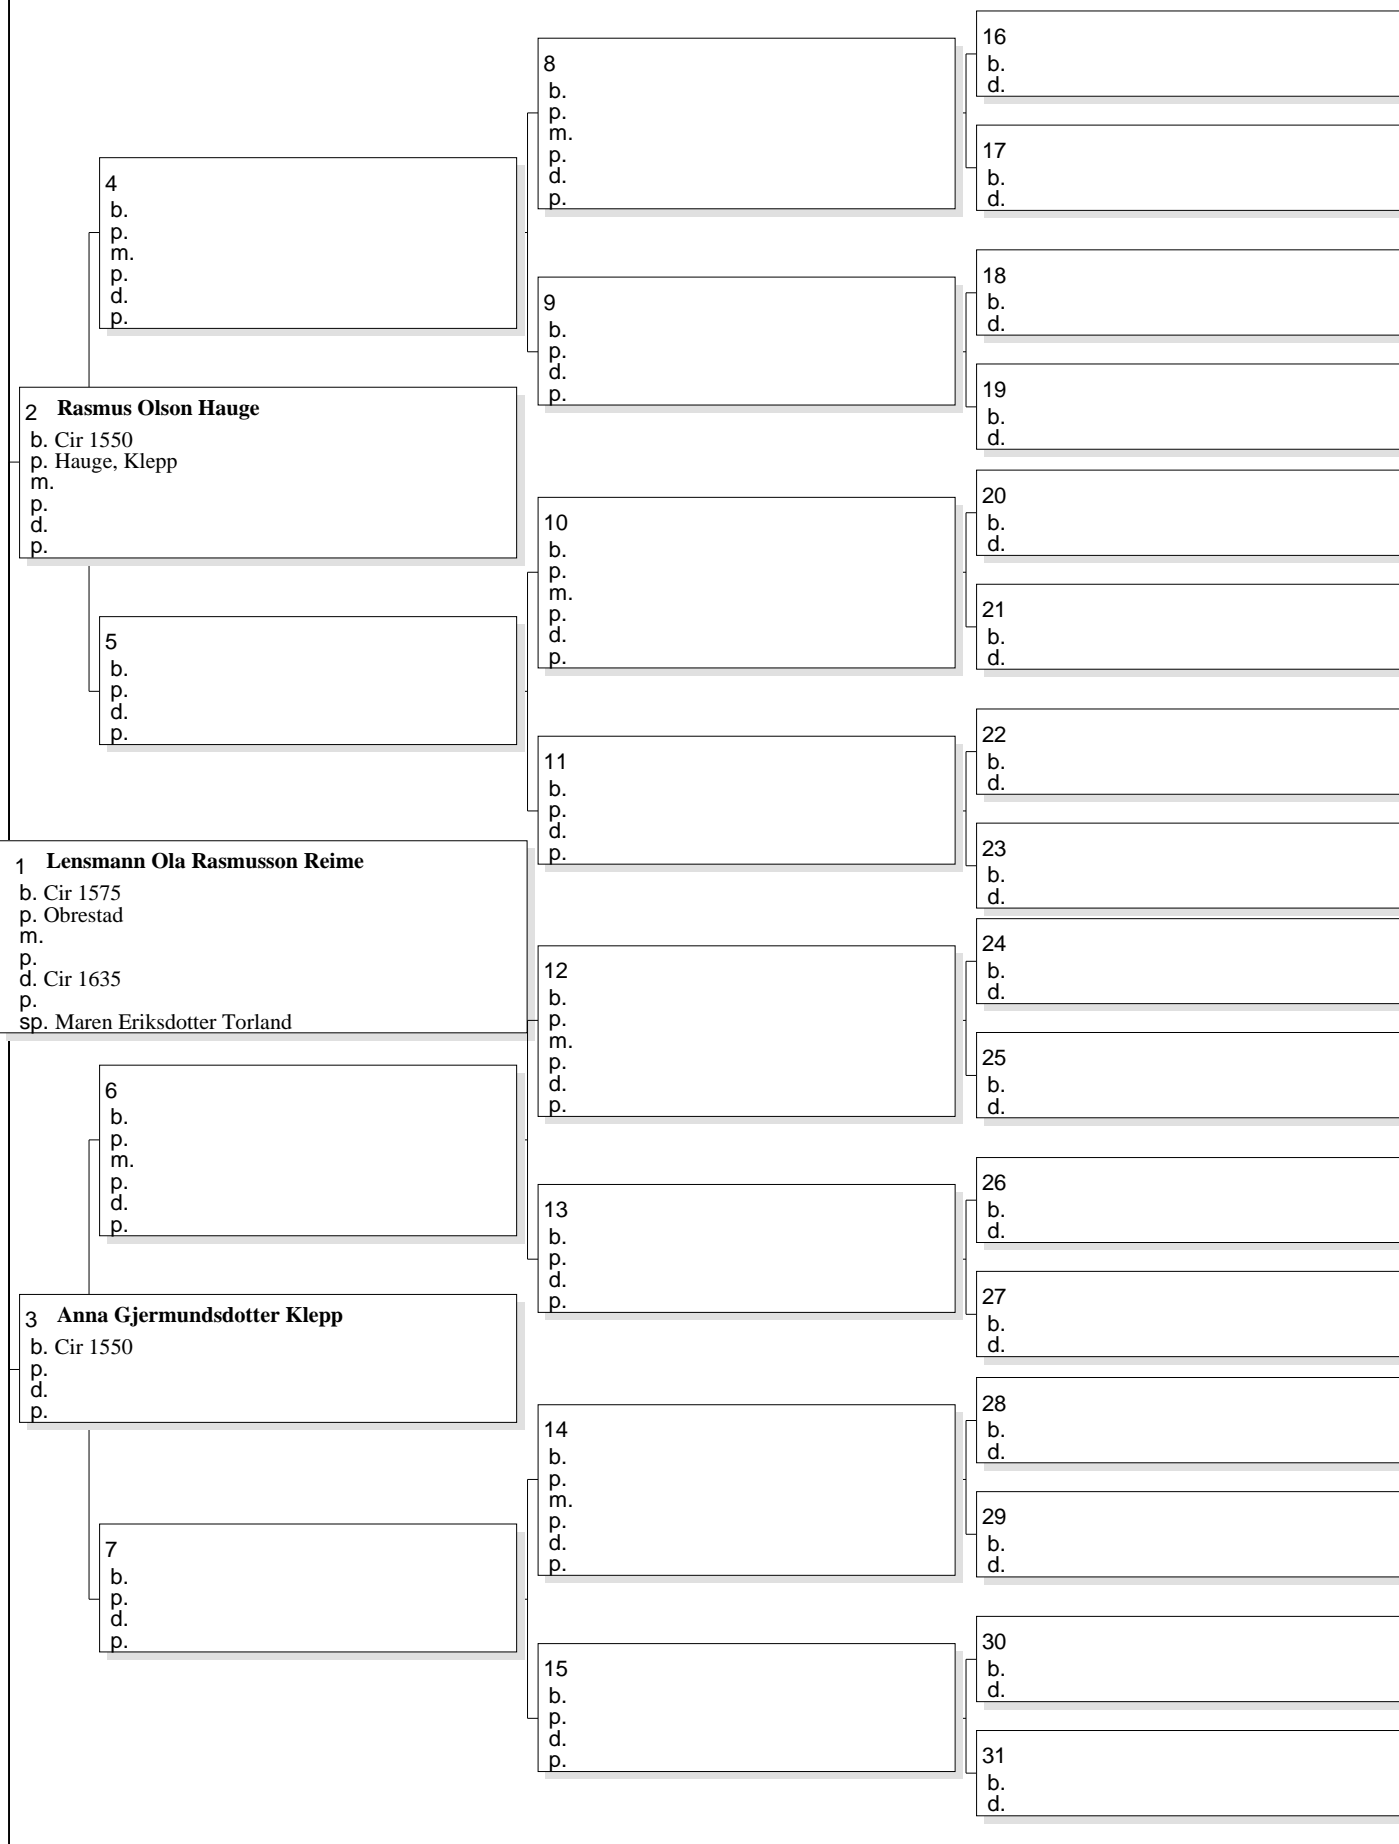 16
b.
d.
8
b.
p.
m.
p.
d.
p.
17
b.
d.
4
b.
p.
m.
p.
d.
p.
18
b.
d.
9
b.
p.
d.
p.
19
b.
d.
2 Rasmus Olson Hauge
b. Cir 1550
p. Hauge, Klepp
m.
p.
d.
p.
20
b.
d.
10
b.
p.
m.
p.
d.
p.
21
b.
d.
5
b.
p.
d.
p.
22
b.
d.
11
b.
p.
d.
p.
23
b.
d.
1 Lensmann Ola Rasmusson Reime
b. Cir 1575
p. Obrestad
m.
p.
d. Cir 1635
p.
sp. Maren Eriksdotter Torland
24
b.
d.
12
b.
p.
m.
p.
d.
p.
25
b.
d.
6
b.
p.
m.
p.
d.
p.
26
b.
d.
13
b.
p.
d.
p.
27
b.
d.
3 Anna Gjermundsdotter Klepp
b. Cir 1550
p.
d.
p.
28
b.
d.
14
b.
p.
m.
p.
d.
p.
29
b.
d.
7
b.
p.
d.
p.
30
b.
d.
15
b.
p.
d.
p.
31
b.
d.